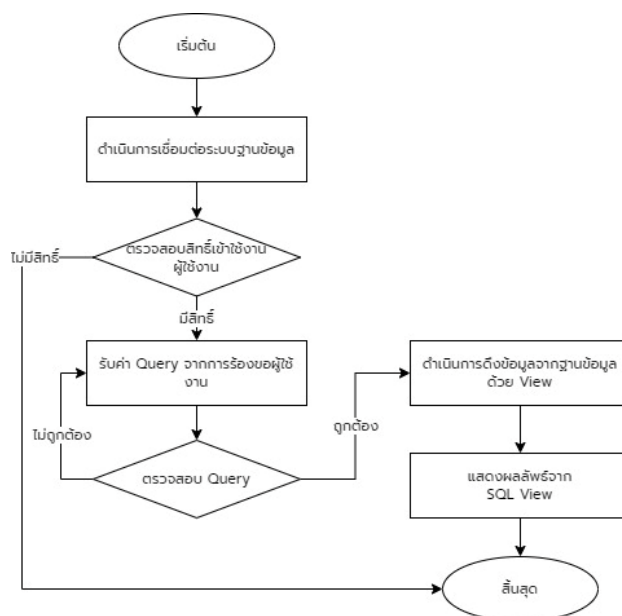 เริ่มต้น
ดำเนินการเชื่อมต่อระบบฐานข้อมูล
ตรวจสอบสิทธิ์เข้าใช้งาน
ผู้ใช้งาน
ไม่มีสิทธิ์
มีสิทธิ์
รับค่า Query จากการร้องขอผู้ใช้
งาน
ไม่ถูกต้อง
ตรวจสอบ Query
ถูกต้อง
ดำเนินการดึงข้อมูลจากฐานข้อมูล
ด้วย View
แสดงผลลัพธ์จาก
SQL View
สิ้นสุด